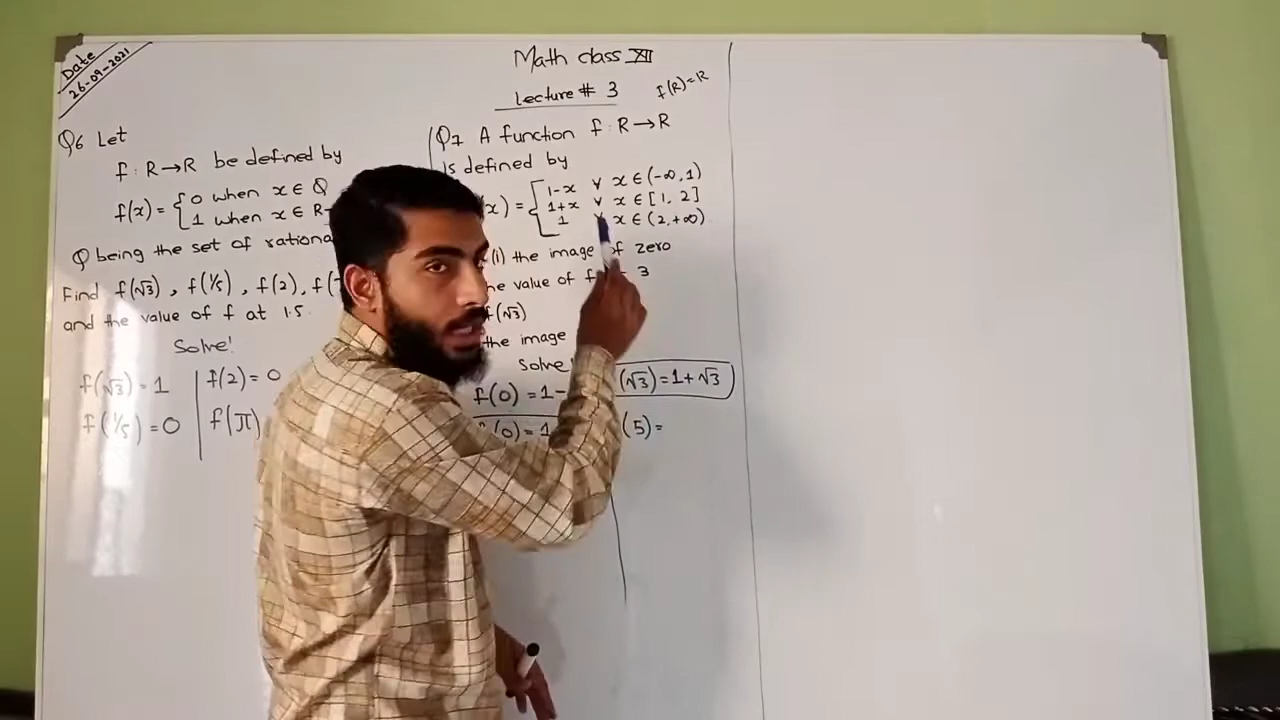 Date
26-09-2021
Math class XII
Lecture # 3
f(R)=R
Q6 Let
f: R→R be defined by
f(x) = { 0 when x ∈ Q
1 when x ∈ R
Q being the set of rational
Find f(√3), f(1/5), f(2), f(
and the value of f at 1.5.
Solve!
f(√3) = 1
f(1/5) = 0
f(2) = 0
f(π)
Q7 A function f: R→R
is defined by
(x) = { 1-x ∀ x ∈ (-∞, 1)
1+x ∀ x ∈ [1, 2]
1 ∀ x ∈ (2, +∞)
(i) the image of zero
he value of f 3
f(√3)
the image
Solve!
f(0) = 1-
f(0) = 1
(√3) = 1+√3
(5) =